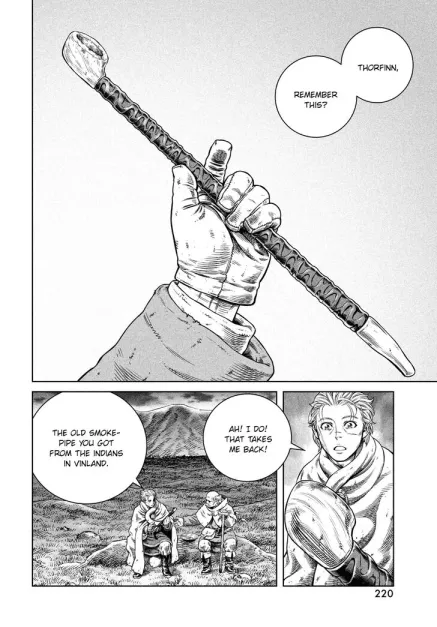 THORFINN,
REMEMBER
THIS?
THE OLD SMOKE-
PIPE YOU GOT
FROM THE INDIANS
IN VINLAND.
AH! I DO!
THAT TAKES
ME BACK!
220